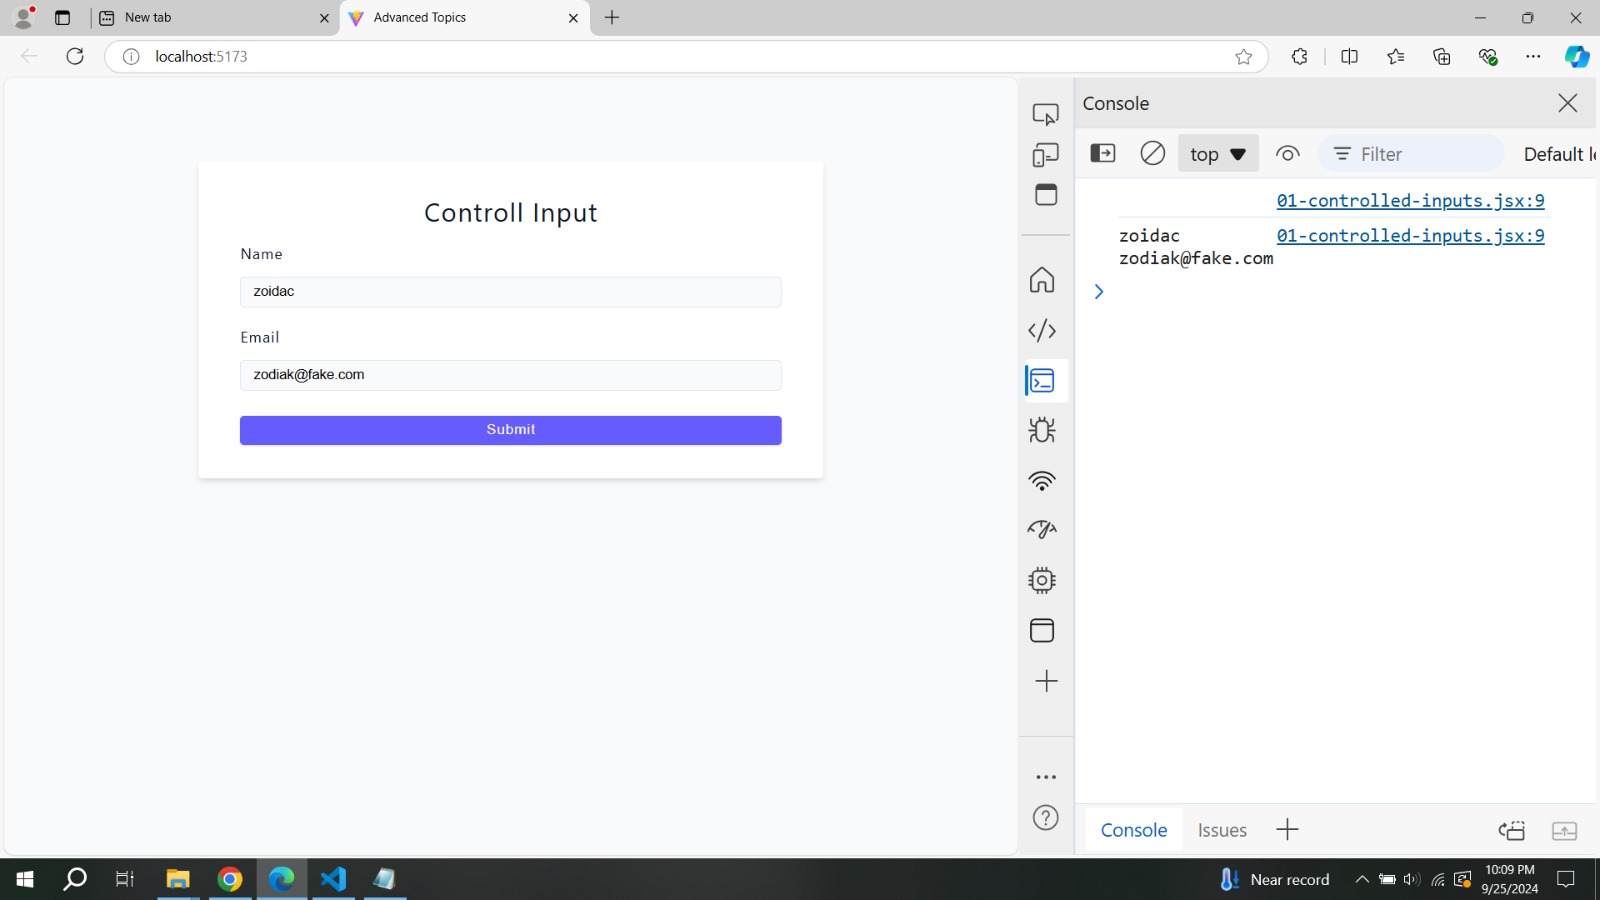 New tab
Advanced Topics
localhost:5173
Controll Input
Name
zoidac
Email
zodiak@fake.com
Submit
Console
top
Filter
Default le
01-controlled-inputs.jsx:9
zoidac 01-controlled-inputs.jsx:9
zodiak@fake.com
Console
Issues
Near record
10:09 PM
9/25/2024